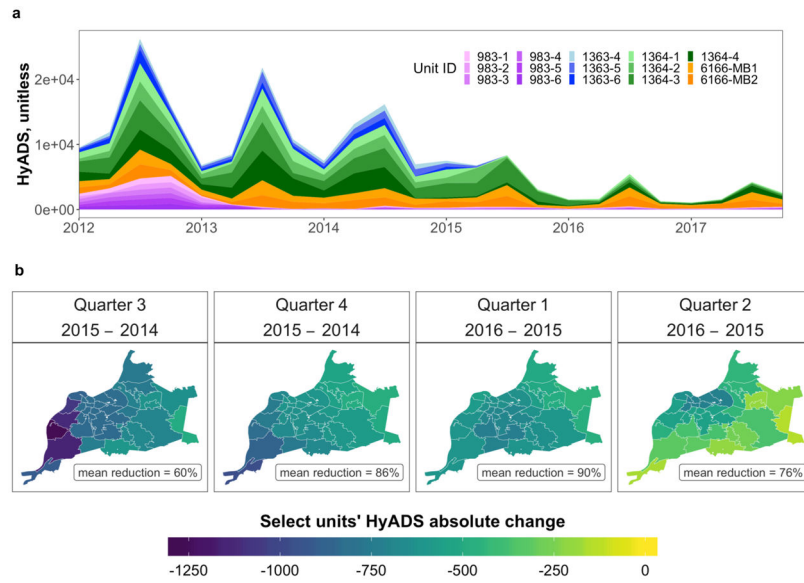 a
HyADS, unitless
2e+04
1e+04
0e+00
Unit ID
983-1 983-4 1363-4 1364-1 1364-4
983-2 983-5 1363-5 1364-2 6166-MB1
983-3 983-6 1363-6 1364-3 6166-MB2
2012 2013 2014 2015 2016 2017
b
Quarter 3 Quarter 4 Quarter 1 Quarter 2
2015 – 2014 2015 – 2014 2016 – 2015 2016 – 2015
mean reduction = 60% mean reduction = 86% mean reduction = 90% mean reduction = 76%
Select units' HyADS absolute change
-1250 -1000 -750 -500 -250 0